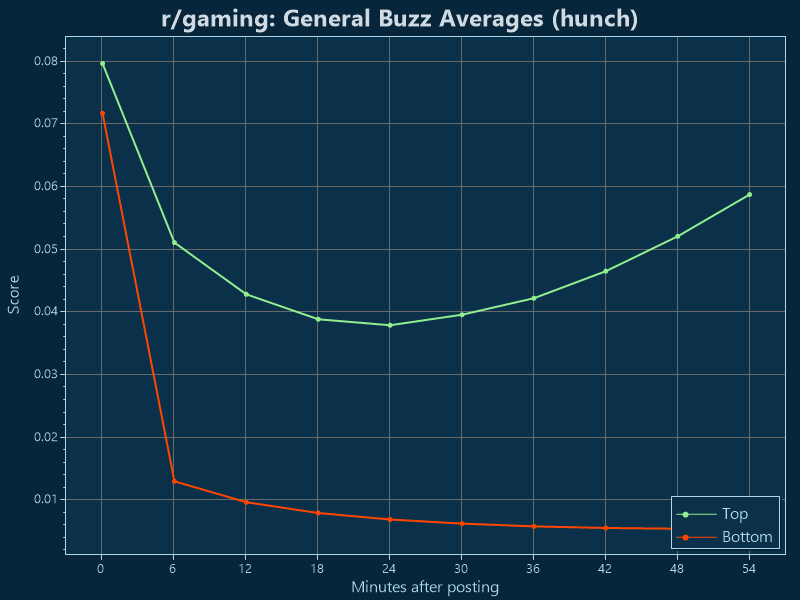 r/gaming: General Buzz Averages (hunch)
Score
0.08
0.07
0.06
0.05
0.04
0.03
0.02
0.01
0 6 12 18 24 30 36 42 48 54
Minutes after posting
Top
Bottom